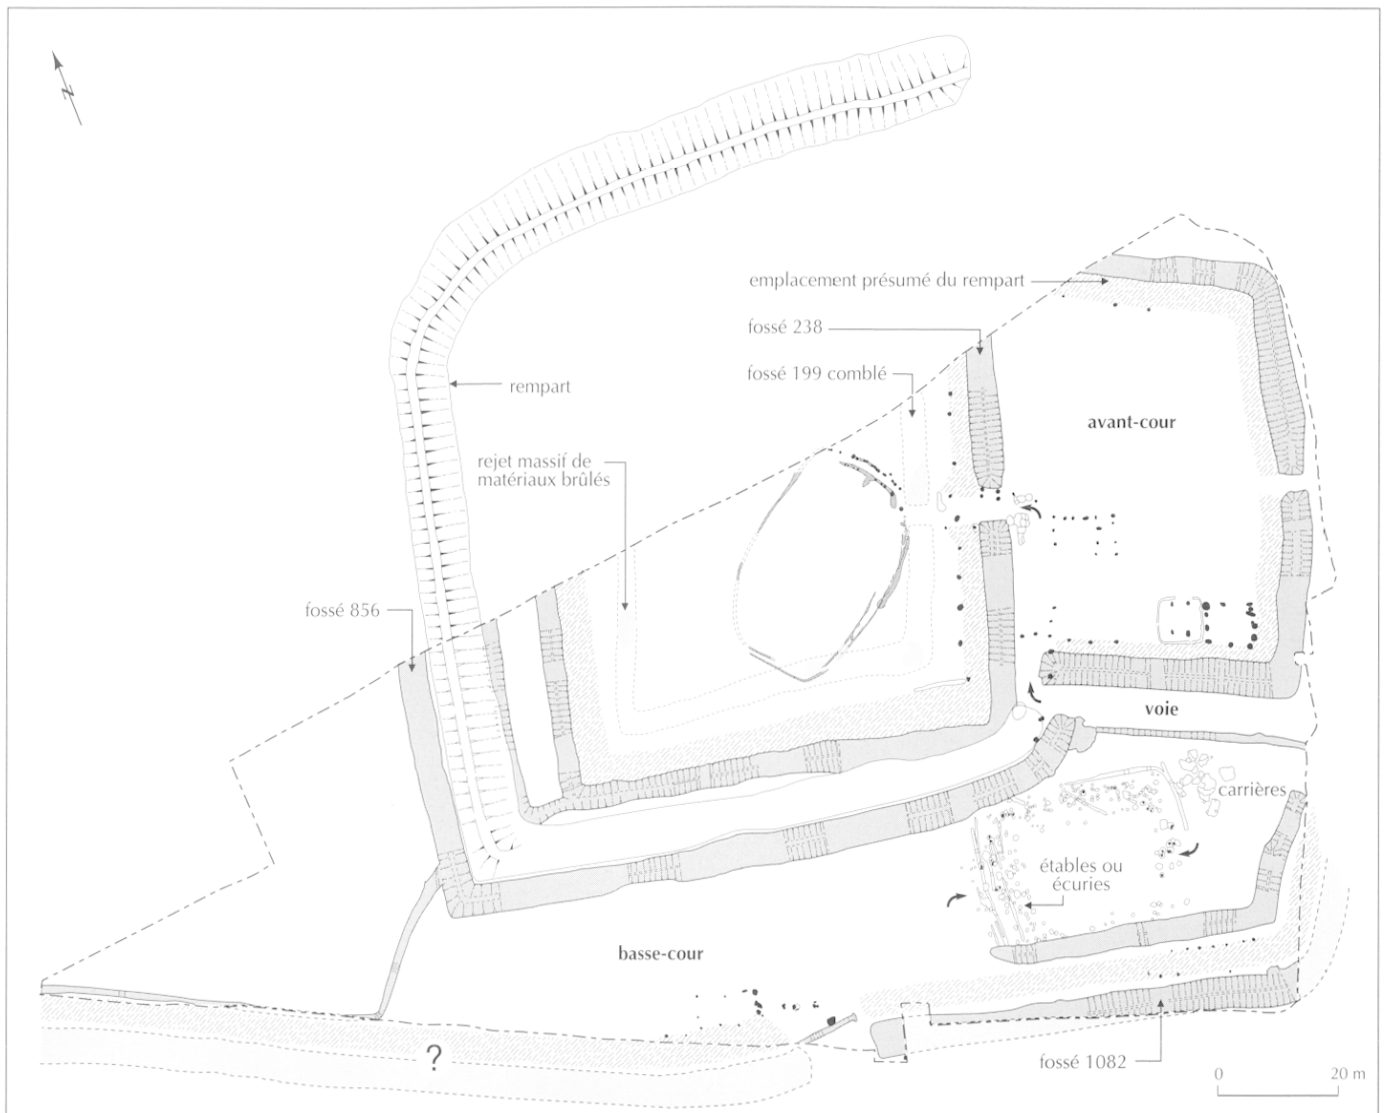 N
emplacement présumé du rempart
fossé 238
fossé 199 comblé
rempart
avant-cour
rejet massif de
matériaux brûlés
fossé 856
voie
carrières
étables ou
écuries
basse-cour
?
fossé 1082
0 20 m